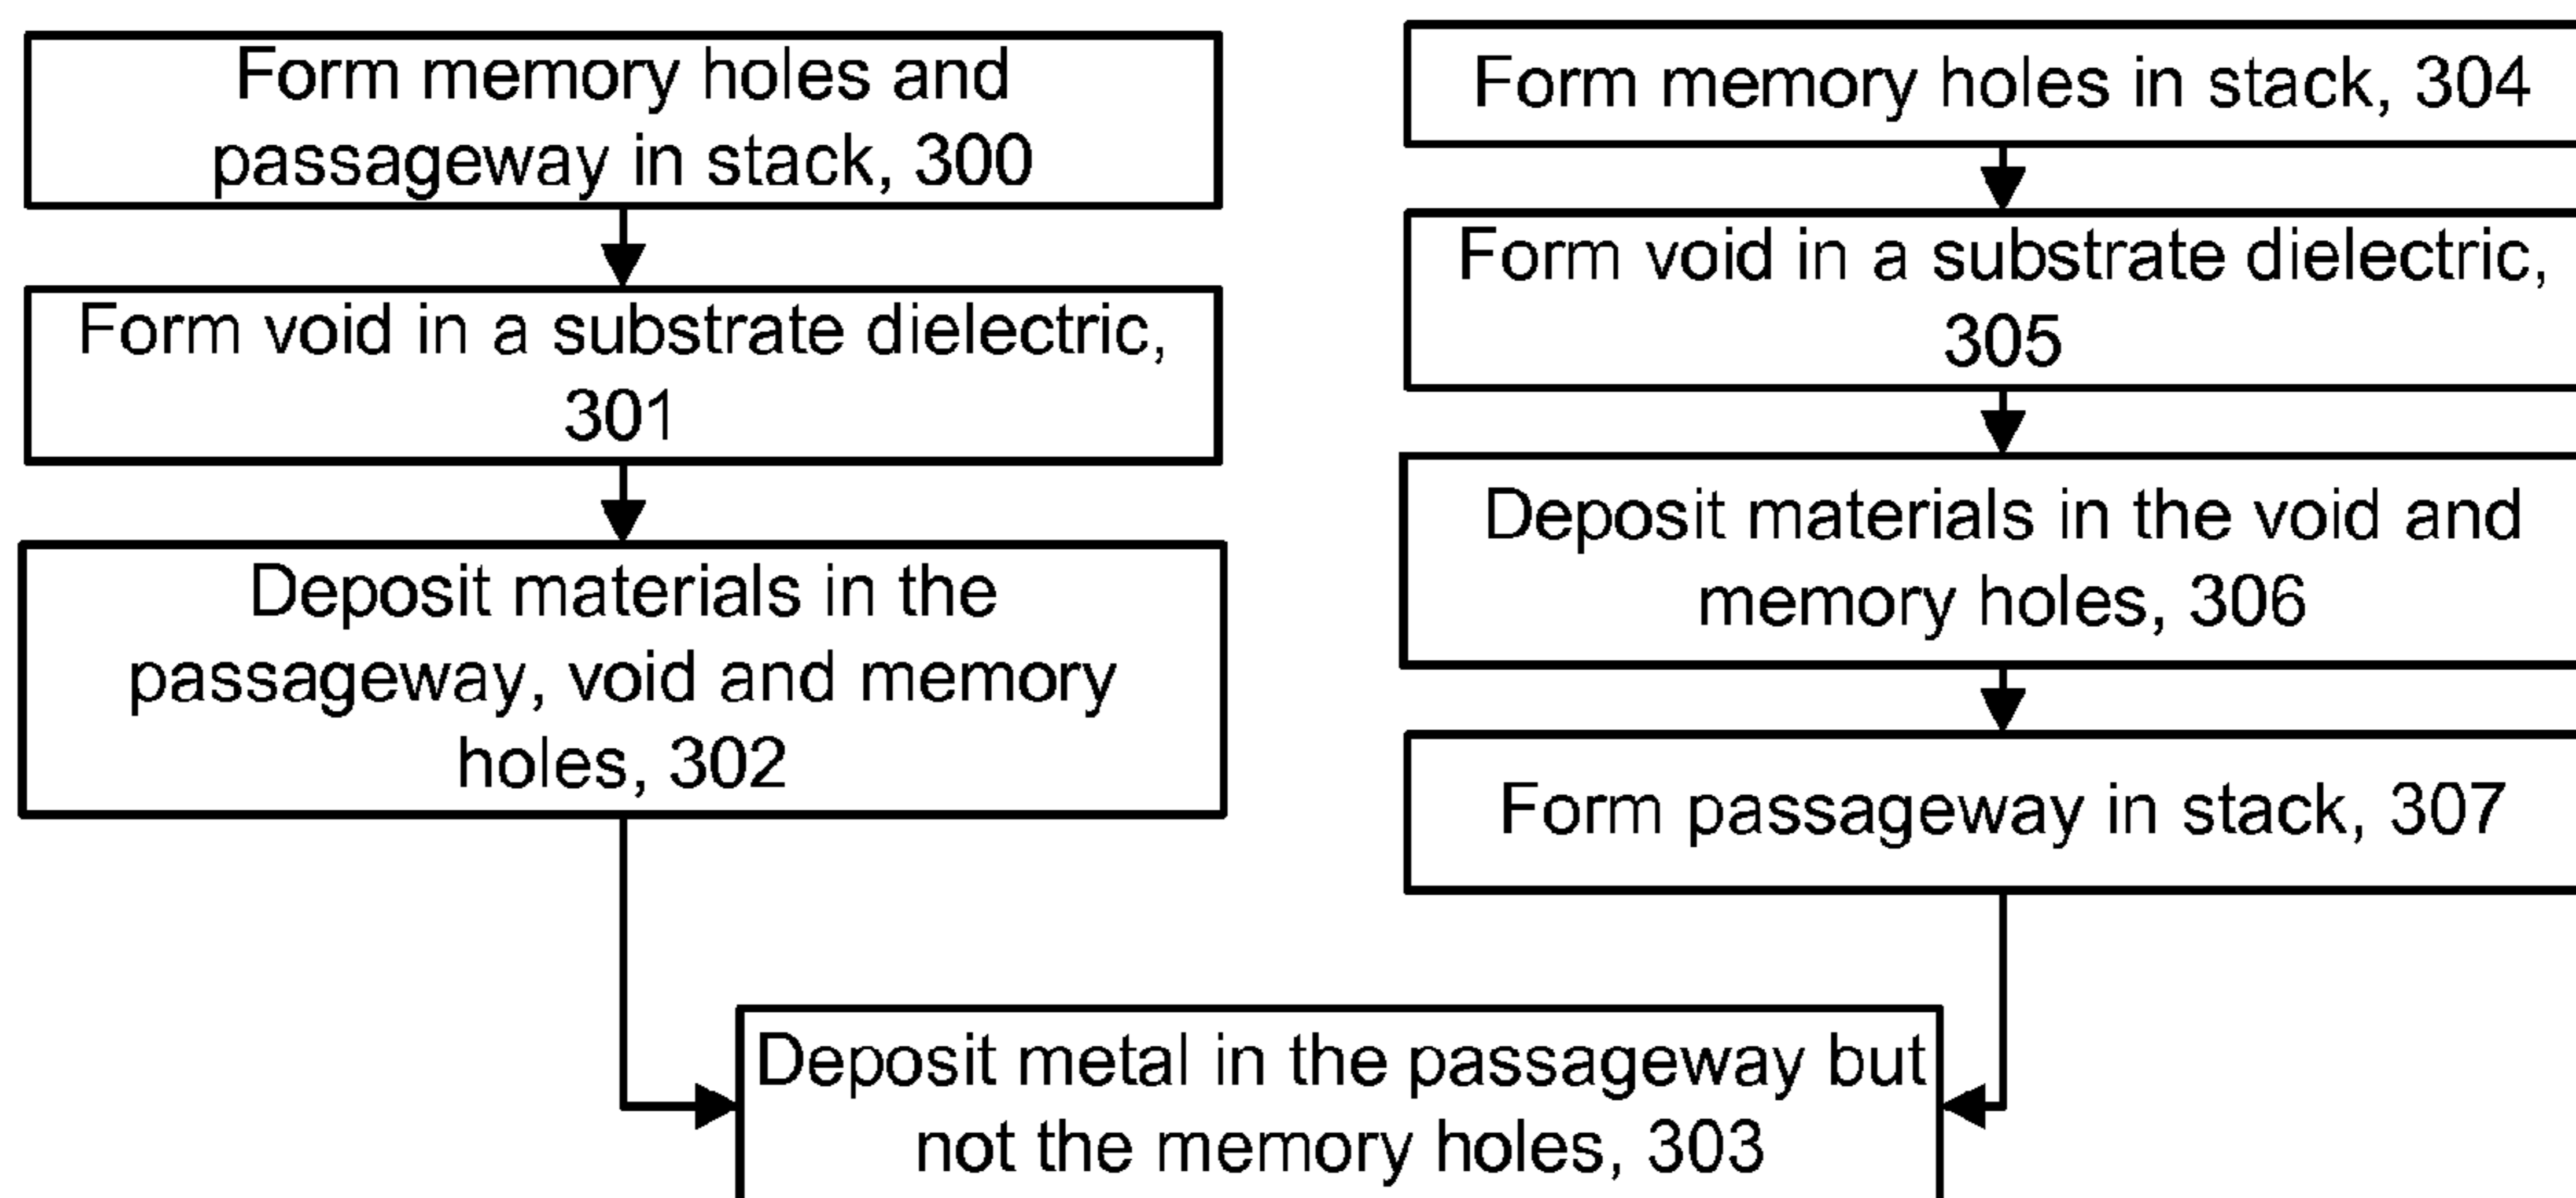 Form memory holes and
passageway in stack, 300
Form void in a substrate dielectric,
301
Deposit materials in the
passageway, void and memory
holes, 302
Form memory holes in stack, 304
Form void in a substrate dielectric,
305
Deposit materials in the void and
memory holes, 306
Form passageway in stack, 307
Deposit metal in the passageway but
not the memory holes, 303